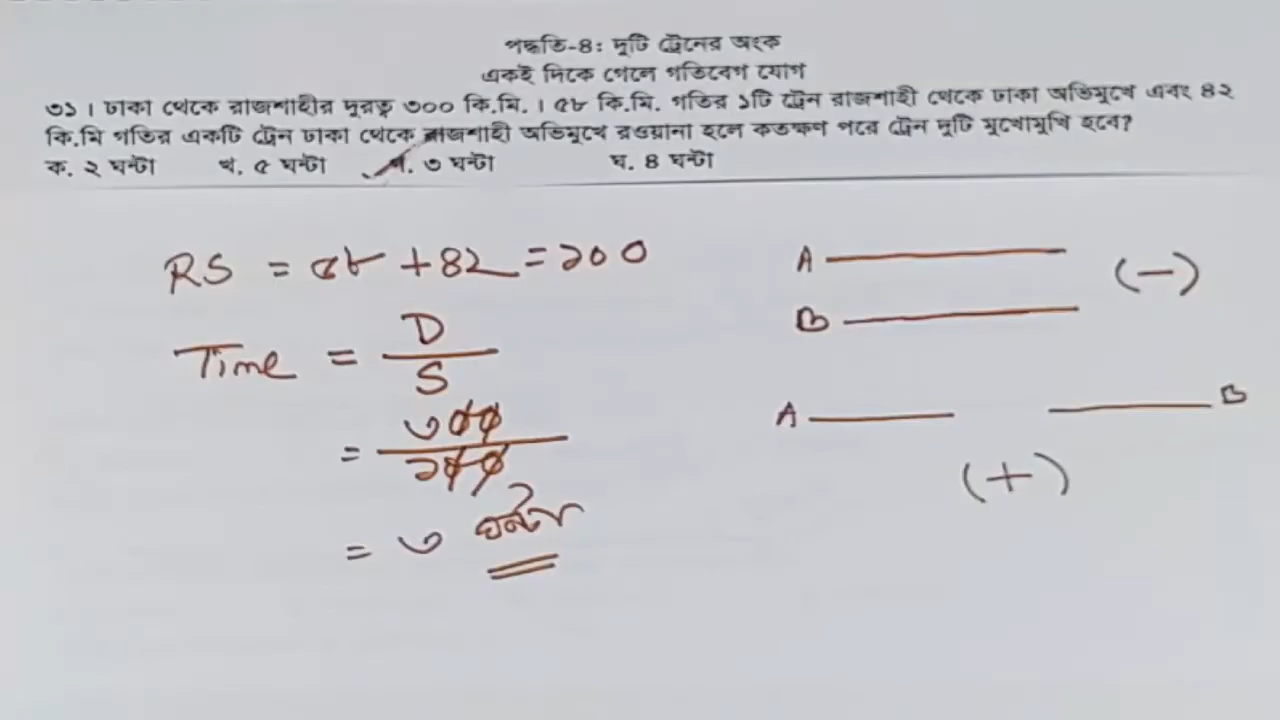 পদ্ধতি-৪: দুটি ট্রেনের অংক
একই দিকে গেলে গতিবেগ যোগ
৩১। ঢাকা থেকে রাজশাহীর দূরত্ব ৩০০ কি.মি.। ৫৮ কি.মি. গতির ১টি ট্রেন রাজশাহী থেকে ঢাকা অভিমুখে এবং ৪২
কি.মি গতির একটি ট্রেন ঢাকা থেকে রাজশাহী অভিমুখে রওয়ানা হলে কতক্ষণ পরে ট্রেন দুটি মুখোমুখি হবে?
ক. ২ ঘন্টা খ. ৫ ঘন্টা গ. ৩ ঘন্টা ঘ. ৪ ঘন্টা
RS = ৫৮ + ৪২ = ১০০
Time = D
S
= ৩০০
১০০
= ৩ ঘন্টা
A
(-)
B
A B
(+)